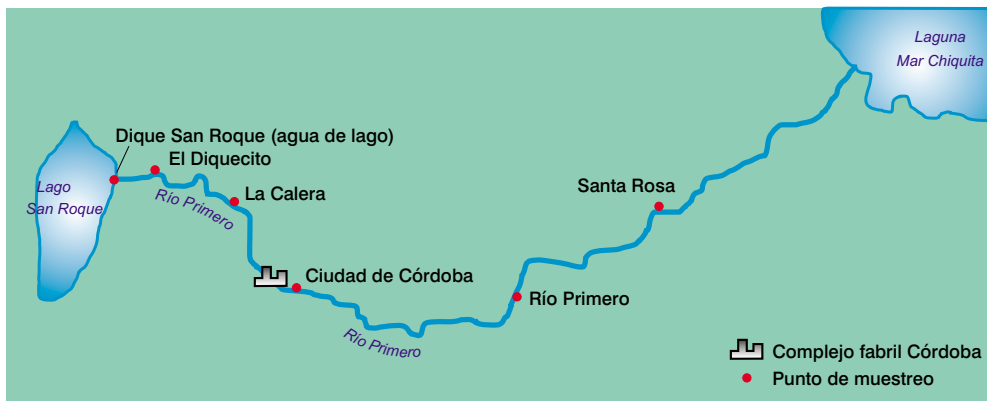 Laguna
Mar Chiquita
Dique San Roque (agua de lago)
El Diquecito
Lago
San Roque
Río Primero
La Calera
Santa Rosa
Ciudad de Córdoba
Río Primero
Río Primero
Complejo fabril Córdoba
Punto de muestreo